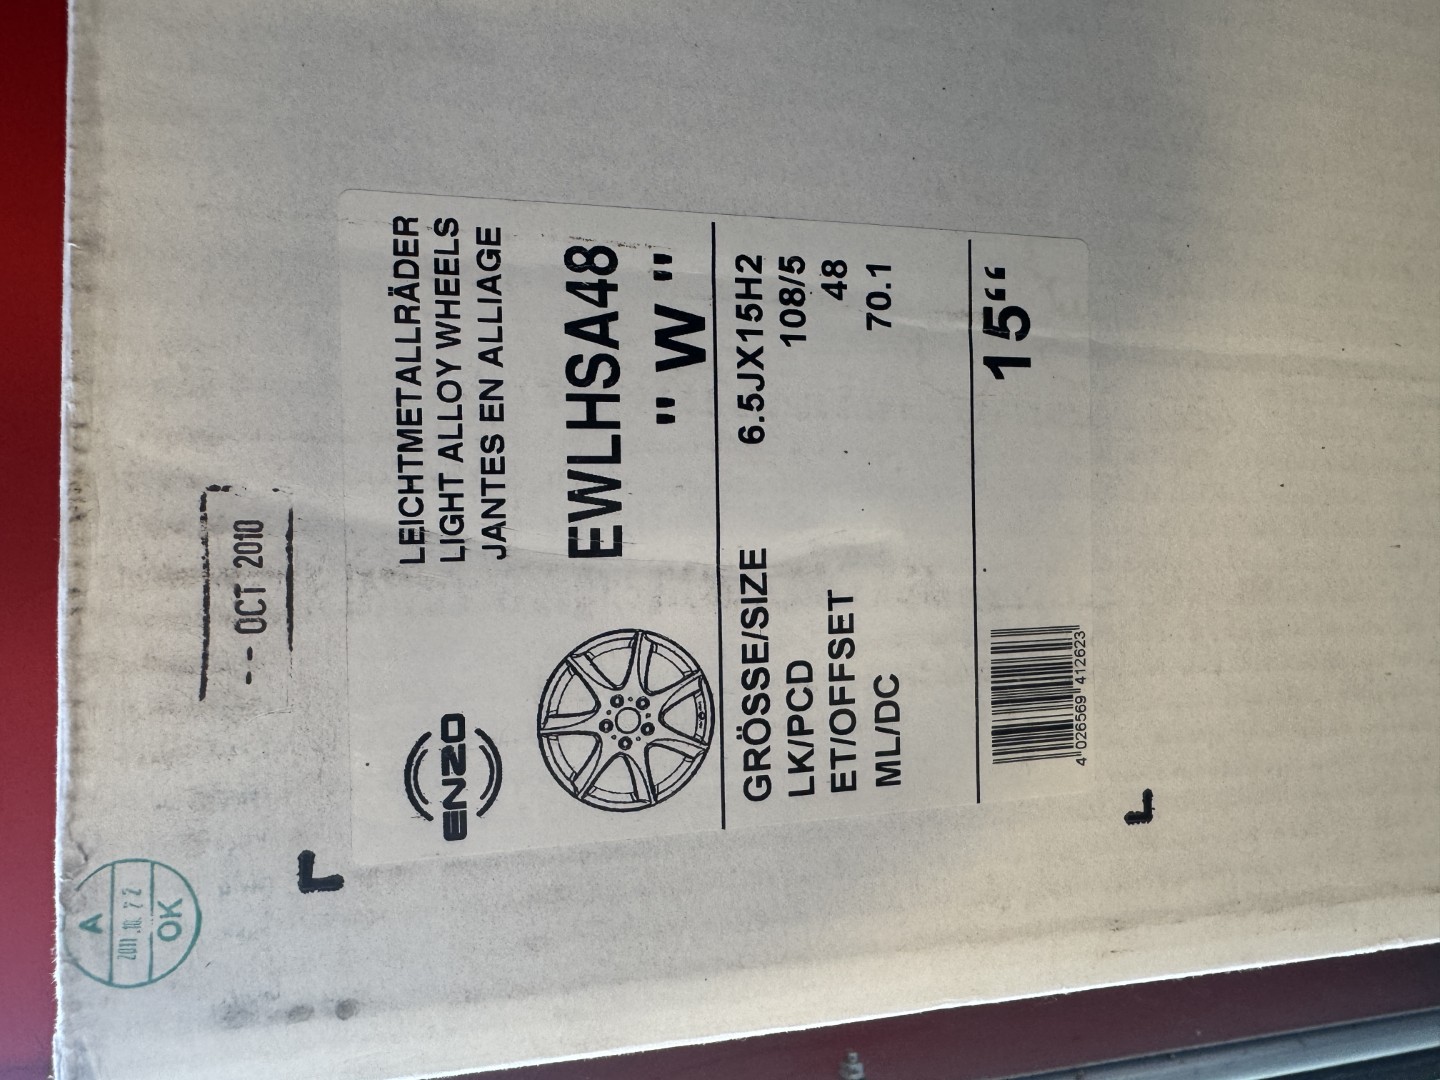 -- OCT 2010
A
2011.10.22
OK
ENZO
LEICHTMETALLRÄDER
LIGHT ALLOY WHEELS
JANTES EN ALLIAGE
EWLHSA48
"W"
GRÖSSE/SIZE 6.5JX15H2
LK/PCD 108/5
ET/OFFSET 48
ML/DC 70.1
4 026569 412623
15“